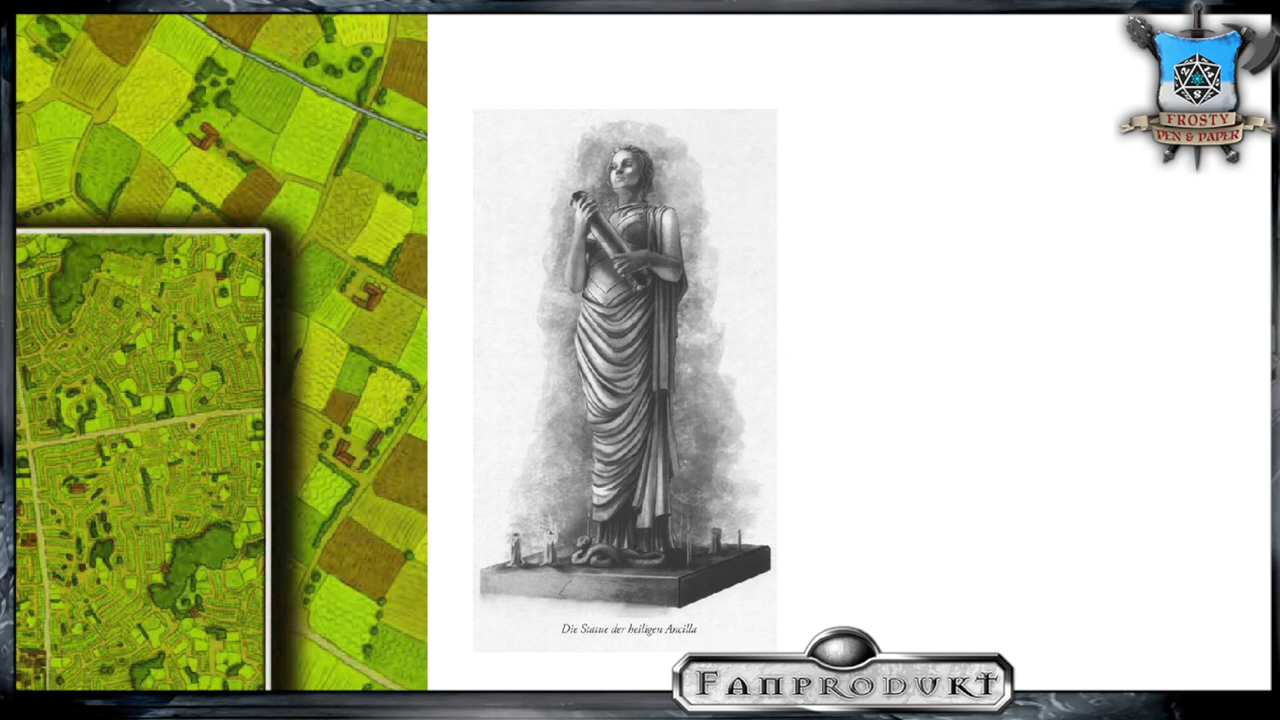 FROSTY
PEN & PAPER
Die Statue der heiligen Ancilla
FANPRODUKT